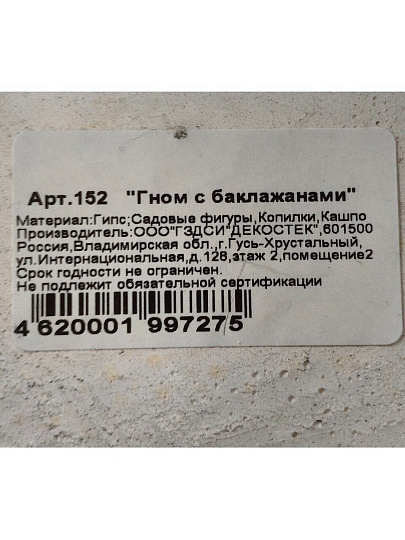 Арт.152 "Гном с баклажанами"
Материал:Гипс;Садовые фигуры,Копилки,Кашпо
Производитель:ООО"ГЗДСИ"ДЕКОСТЕК",601500
Россия,Владимирская обл.,г.Гусь-Хрустальный,
ул.Интернациональная,д.128,этаж 2,помещение2
Срок годности не ограничен.
Не подлежит обязательной сертификации
4 620001 997275